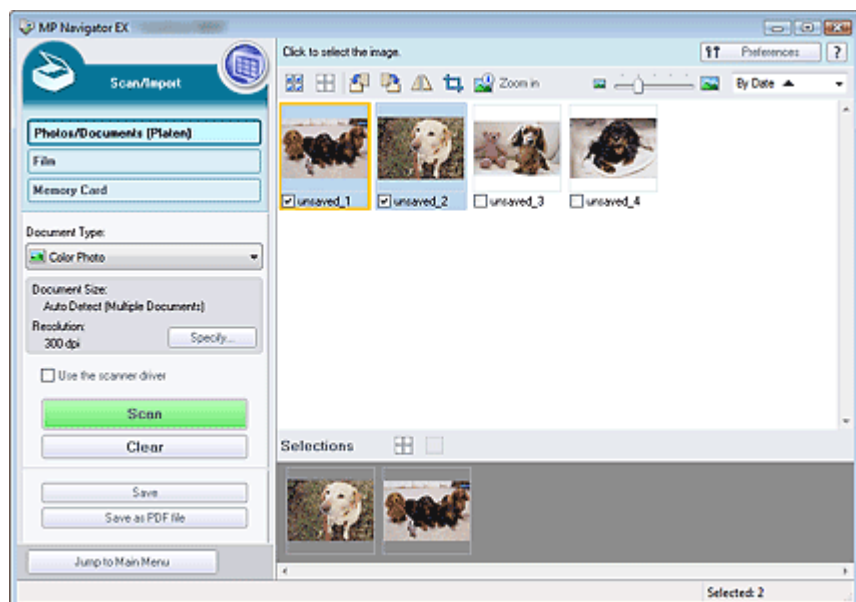 MP Navigator EX
Scan/Import
Click to select the image.
Preferences
?
Zoom in
By Date
Photos/Documents (Platen)
Film
Memory Card
unsaved_1
unsaved_2
unsaved_3
unsaved_4
Document Type:
Color Photo
Document Size:
Auto Detect (Multiple Documents)
Resolution:
300 dpi
Specify...
Use the scanner driver
Scan
Clear
Selections
Save
Save as PDF file
Jump to Main Menu
Selected: 2